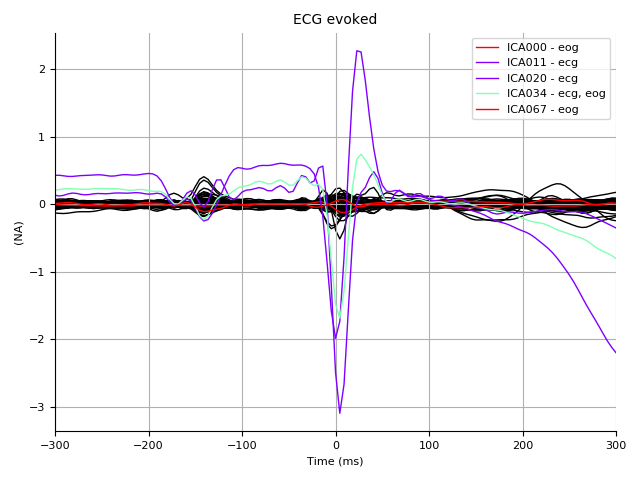 ECG evoked
ICA000 - eog
ICA011 - ecg
ICA020 - ecg
ICA034 - ecg, eog
ICA067 - eog
(NA)
2
1
0
−1
−2
−3
−300
−200
−100
0
100
200
300
Time (ms)